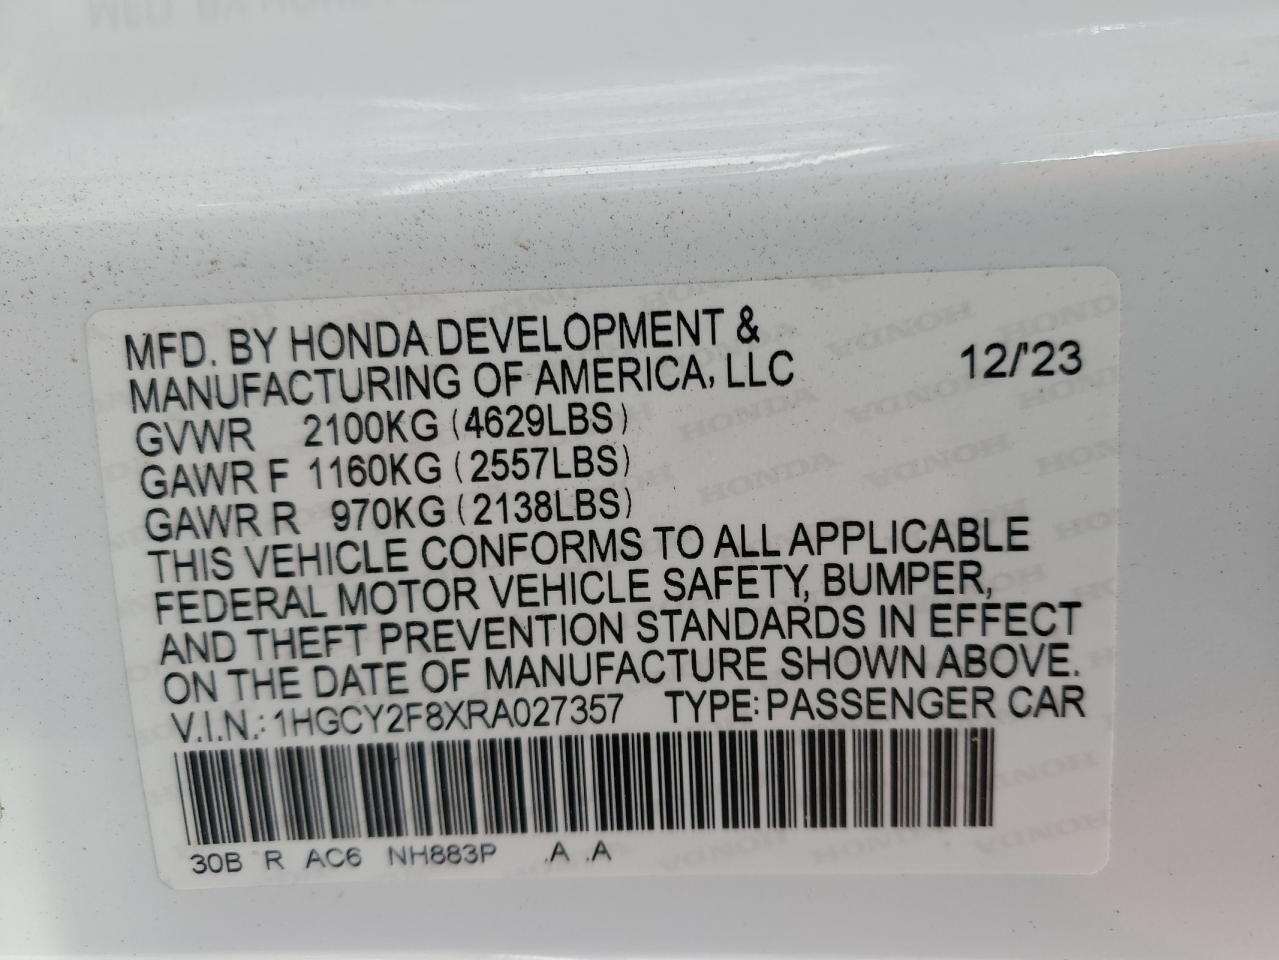 MFD. BY HONDA DEVELOPMENT &
MANUFACTURING OF AMERICA, LLC 12/'23
GVWR 2100KG (4629LBS)
GAWR F 1160KG (2557LBS)
GAWR R 970KG (2138LBS)
THIS VEHICLE CONFORMS TO ALL APPLICABLE
FEDERAL MOTOR VEHICLE SAFETY, BUMPER,
AND THEFT PREVENTION STANDARDS IN EFFECT
ON THE DATE OF MANUFACTURE SHOWN ABOVE.
V.I.N.: 1HGCY2F8XRA027357 TYPE: PASSENGER CAR
30B R AC6 NH883P .A .A